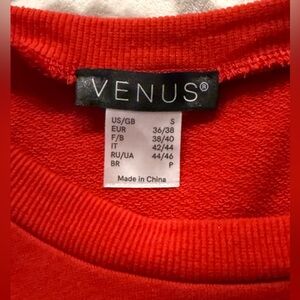 VENUS®
US/GB S
EUR 36/38
F/B 38/40
IT 42/44
RU/UA 44/46
BR P
Made in China